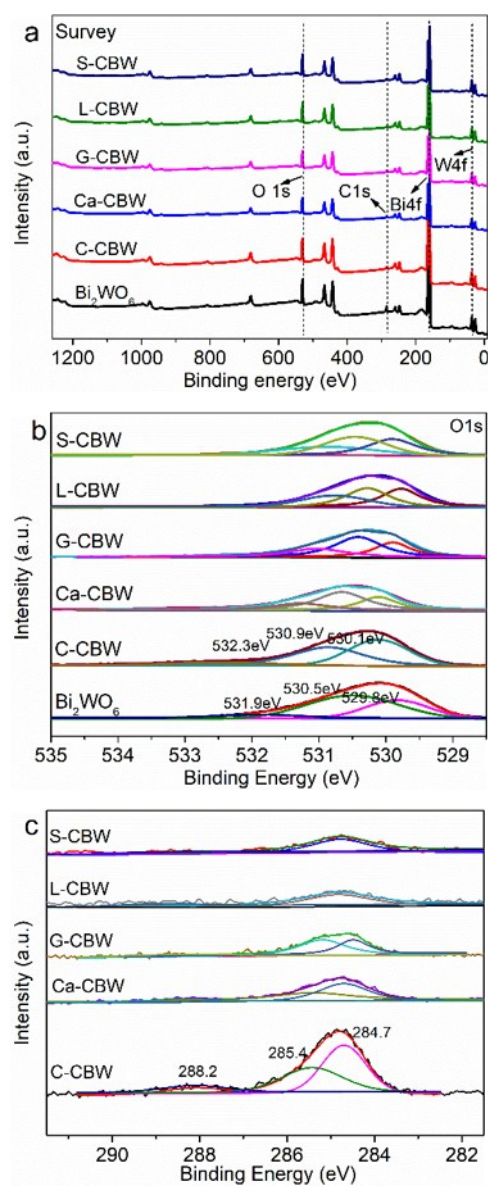 a
Survey
S-CBW
L-CBW
G-CBW
W4f
O 1s
C1s
Bi4f
Ca-CBW
C-CBW
Bi₂WO₆
Intensity (a.u.)
1200 1000 800 600 400 200 0
Binding energy (eV)
b
O1s
S-CBW
L-CBW
G-CBW
Ca-CBW
C-CBW
532.3eV
530.9eV
530.1eV
Bi₂WO₆
531.9eV
530.5eV
529.8eV
Intensity (a.u.)
535 534 533 532 531 530 529
Binding Energy (eV)
c
S-CBW
L-CBW
G-CBW
Ca-CBW
C-CBW
288.2
285.4
284.7
Intensity (a.u.)
290 288 286 284 282
Binding Energy (eV)